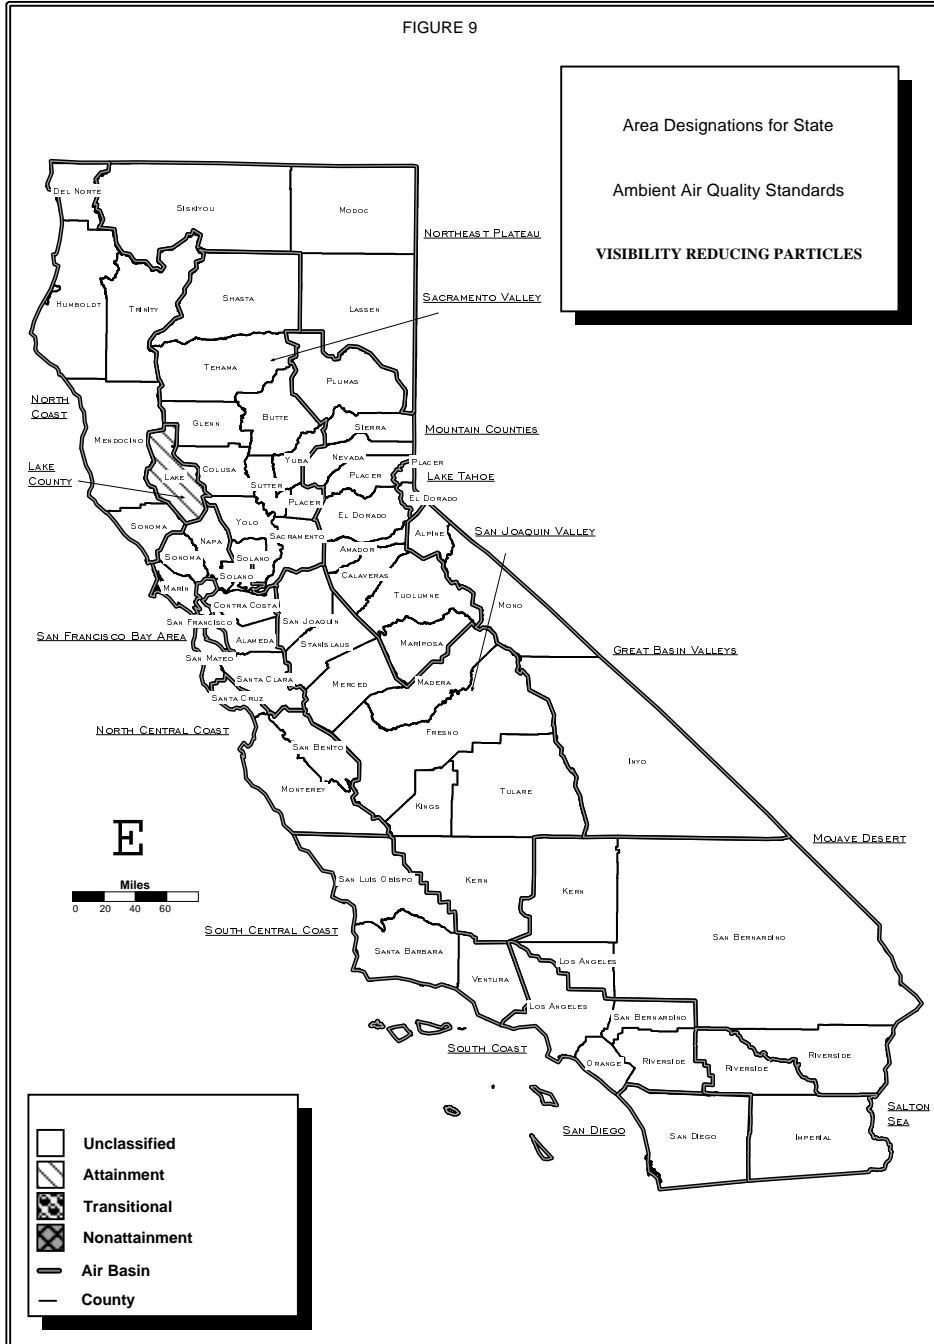 FIGURE 9
Area Designations for State
Ambient Air Quality Standards
VISIBILITY REDUCING PARTICLES
DEL NORTE
SISKIYOU
MODOC
NORTHEAST PLATEAU
HUMBOLDT
TRINITY
SHASTA
LASSEN
SACRAMENTO VALLEY
TEHAMA
PLUMAS
NORTH
COAST
MENDOCINO
GLENN
BUTTE
SIERRA
MOUNTAIN COUNTIES
LAKE
COUNTY
LAKE
COLUSA
YUBA
NEVADA
PLACER
LAKE TAHOE
SUTTER
PLACER
EL DORADO
PLACER
SONOMA
YOLO
EL DORADO
SAN JOAQUIN VALLEY
NAPA
SACRAMENTO
ALPINE
SONOMA
SOLANO
AMADOR
SOLANO
CALAVERAS
MARIN
TUOLUMNE
MONO
CONTRA COSTA
SAN FRANCISCO
SAN JOAQUIN
SAN FRANCISCO BAY AREA
ALAMEDA
STANISLAUS
MARIPOSA
GREAT BASIN VALLEYS
SAN MATEO
SANTA CLARA
MERCED
MADERA
SANTA CRUZ
NORTH CENTRAL COAST
FRESNO
SAN BENITO
INYO
MONTEREY
KINGS
TULARE
E
MOJAVE DESERT
Miles
0 20 40 60
SAN LUIS OBISPO
KERN
KERN
SOUTH CENTRAL COAST
SAN BERNARDINO
SANTA BARBARA
LOS ANGELES
VENTURA
LOS ANGELES
SAN BERNARDINO
SOUTH COAST
ORANGE
RIVERSIDE
RIVERSIDE
RIVERSIDE
SALTON
SEA
SAN DIEGO
SAN DIEGO
IMPERIAL
Unclassified
Attainment
Transitional
Nonattainment
Air Basin
County